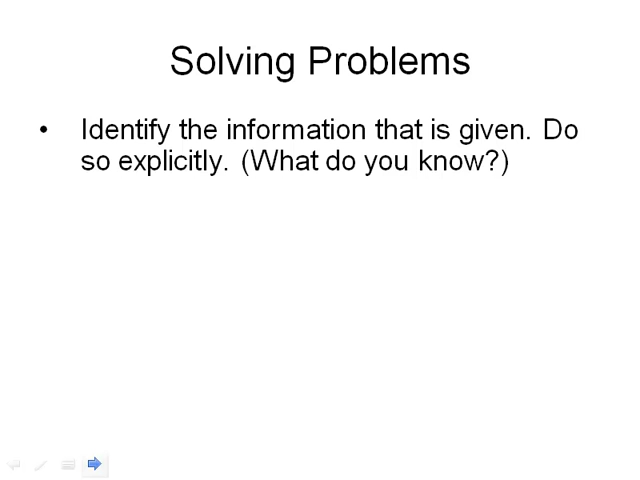 Solving Problems
• Identify the information that is given. Do
so explicitly. (What do you know?)